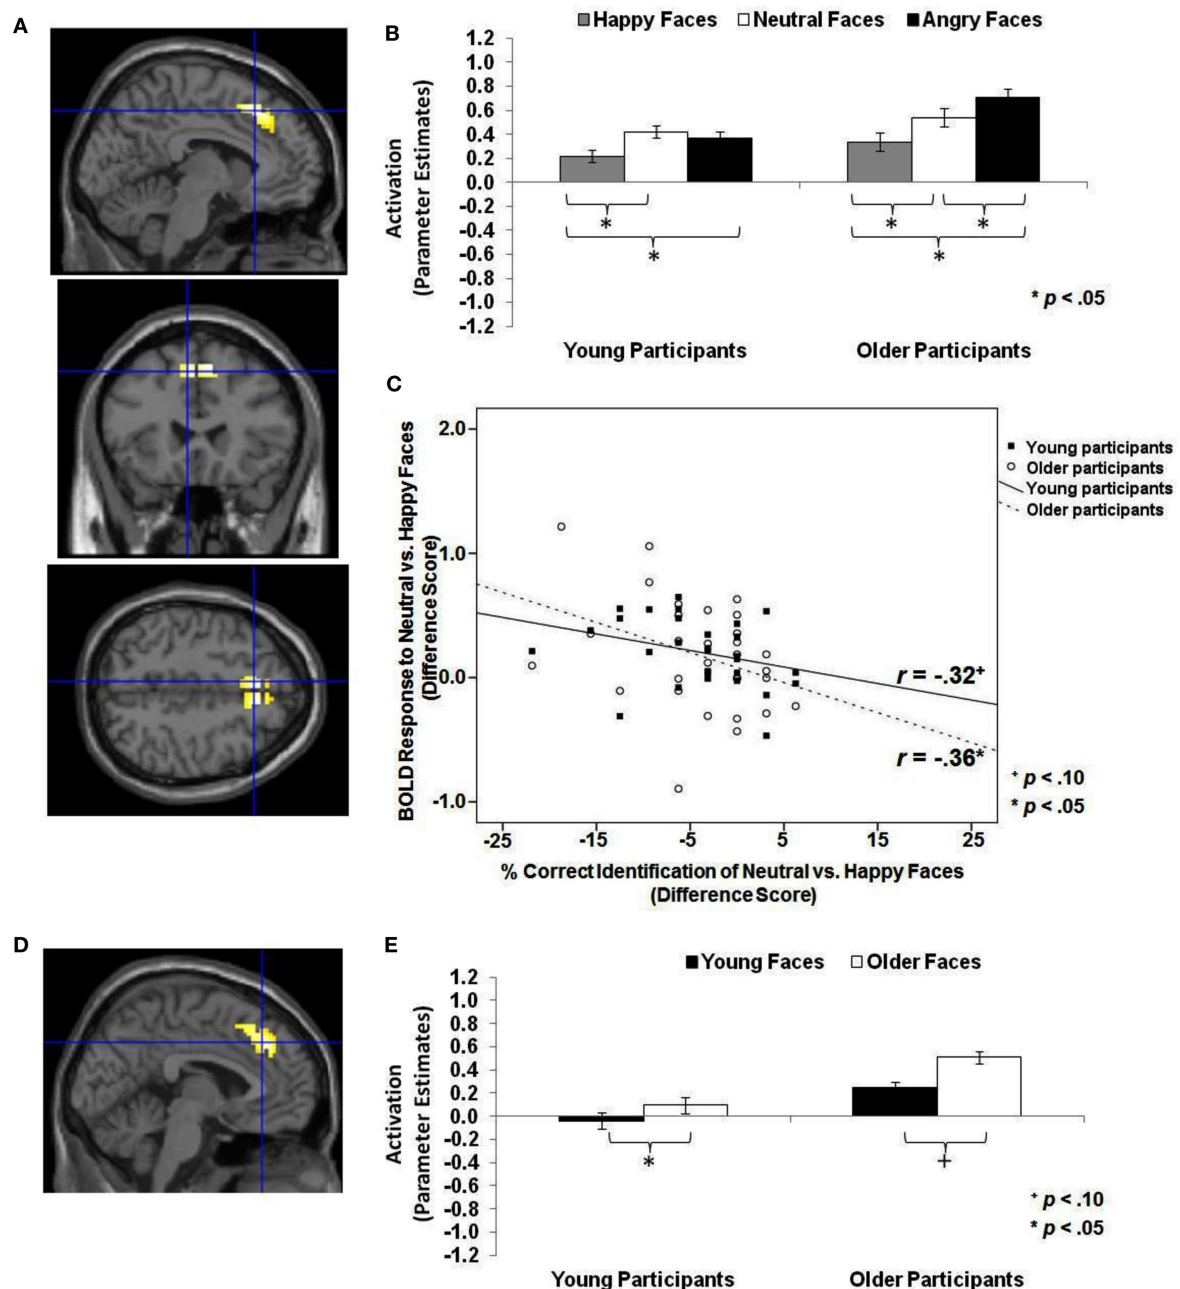 A
B
Happy Faces Neutral Faces Angry Faces
1.2
1.0
0.8
0.6
0.4
0.2
0.0
-0.2
-0.4
-0.6
-0.8
-1.0
-1.2
Activation
(Parameter Estimates)
*
*
*
*
*
* p < .05
Young Participants Older Participants
C
2.0
1.0
0.0
-1.0
BOLD Response to Neutral vs. Happy Faces
(Difference Score)
Young participants
Older participants
Young participants
Older participants
r = -.32+
r = -.36*
+ p < .10
* p < .05
-25 -15 -5 5 15 25
% Correct Identification of Neutral vs. Happy Faces
(Difference Score)
D
E
Young Faces Older Faces
1.2
1.0
0.8
0.6
0.4
0.2
0.0
-0.2
-0.4
-0.6
-0.8
-1.0
-1.2
Activation
(Parameter Estimates)
* +
+ p < .10
* p < .05
Young Participants Older Participants